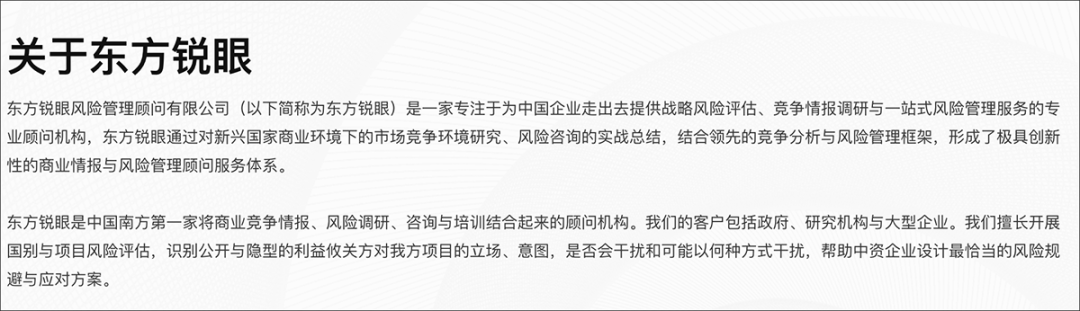 关于东方锐眼
东方锐眼风险管理顾问有限公司（以下简称为东方锐眼）是一家专注于为中国企业走出去提供战略风险评估、竞争情报调研与一站式风险管理服务的专
业顾问机构，东方锐眼通过对新兴国家商业环境下的市场竞争环境研究、风险咨询的实战总结，结合领先的竞争分析与风险管理框架，形成了极具创新
性的商业情报与风险管理顾问服务体系。
东方锐眼是中国南方第一家将商业竞争情报、风险调研、咨询与培训结合起来的顾问机构。我们的客户包括政府、研究机构与大型企业。我们擅长开展
国别与项目风险评估，识别公开与隐型的利益攸关方对我方项目的立场、意图，是否会干扰和可能以何种方式干扰，帮助中资企业设计最恰当的风险规
避与应对方案。